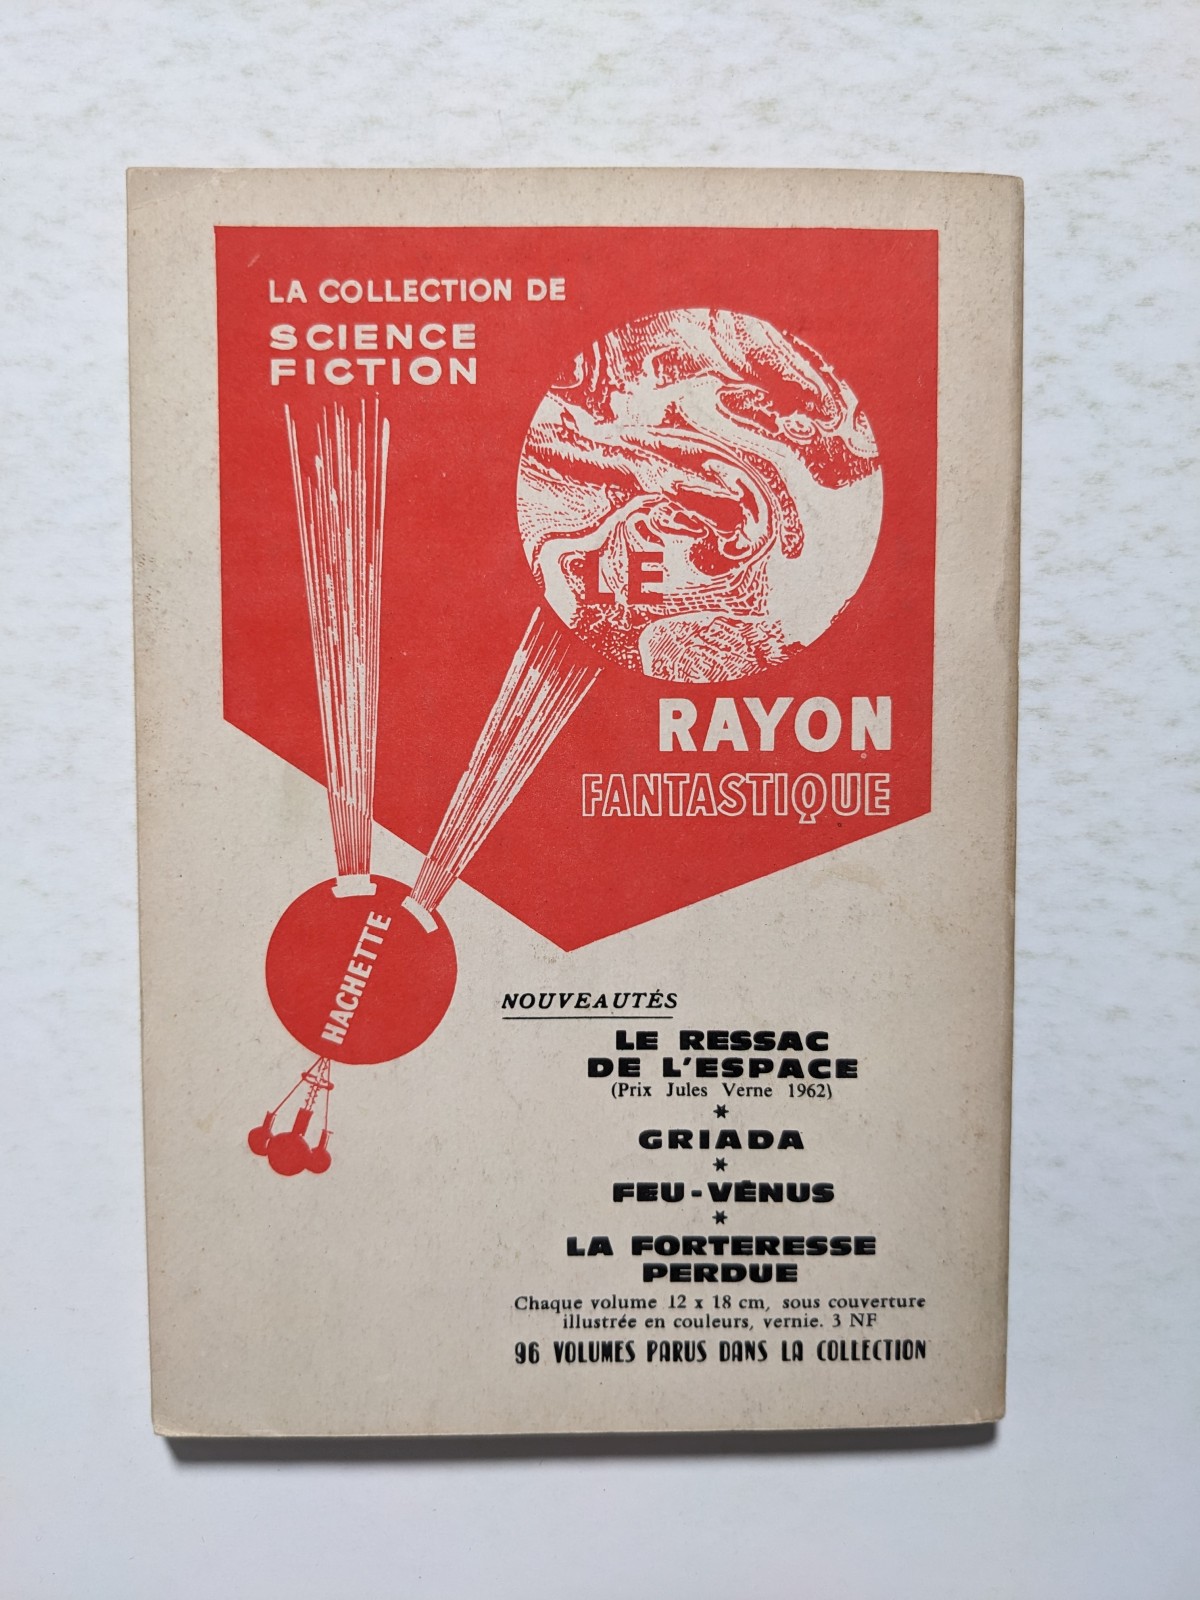 LA COLLECTION DE
SCIENCE
FICTION
LE
RAYON
FANTASTIQUE
HACHETTE
NOUVEAUTÉS
LE RESSAC
DE L'ESPACE
(Prix Jules Verne 1962)
*
GRIADA
*
FEU-VÉNUS
*
LA FORTERESSE
PERDUE
Chaque volume 12 x 18 cm, sous couverture
illustrée en couleurs, vernie. 3 NF
96 VOLUMES PARUS DANS LA COLLECTION